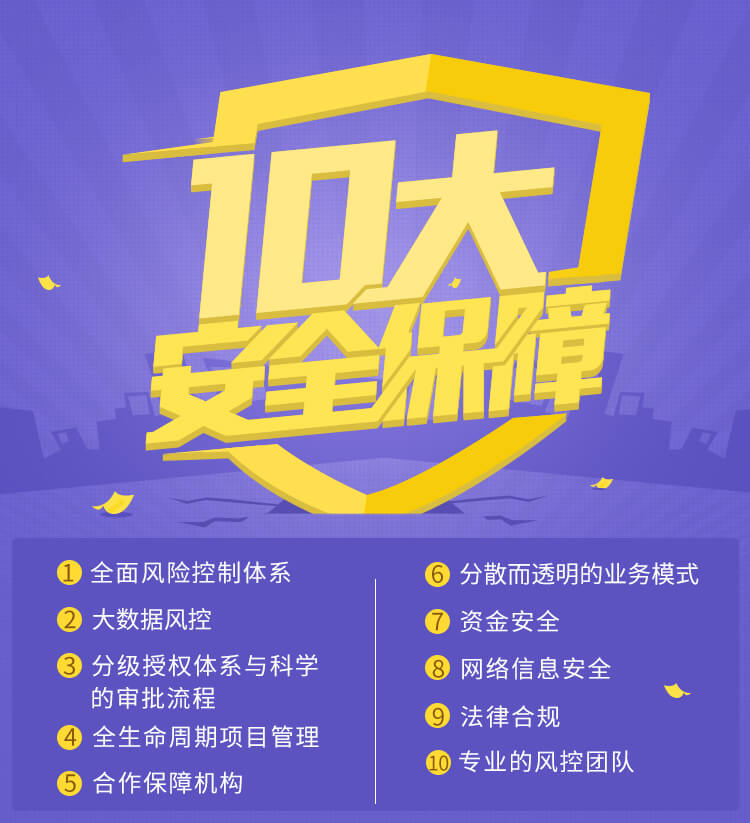 10大
安全保障
1 全面风险控制体系
2 大数据风控
3 分级授权体系与科学
的审批流程
4 全生命周期项目管理
5 合作保障机构
6 分散而透明的业务模式
7 资金安全
8 网络信息安全
9 法律合规
10 专业的风控团队